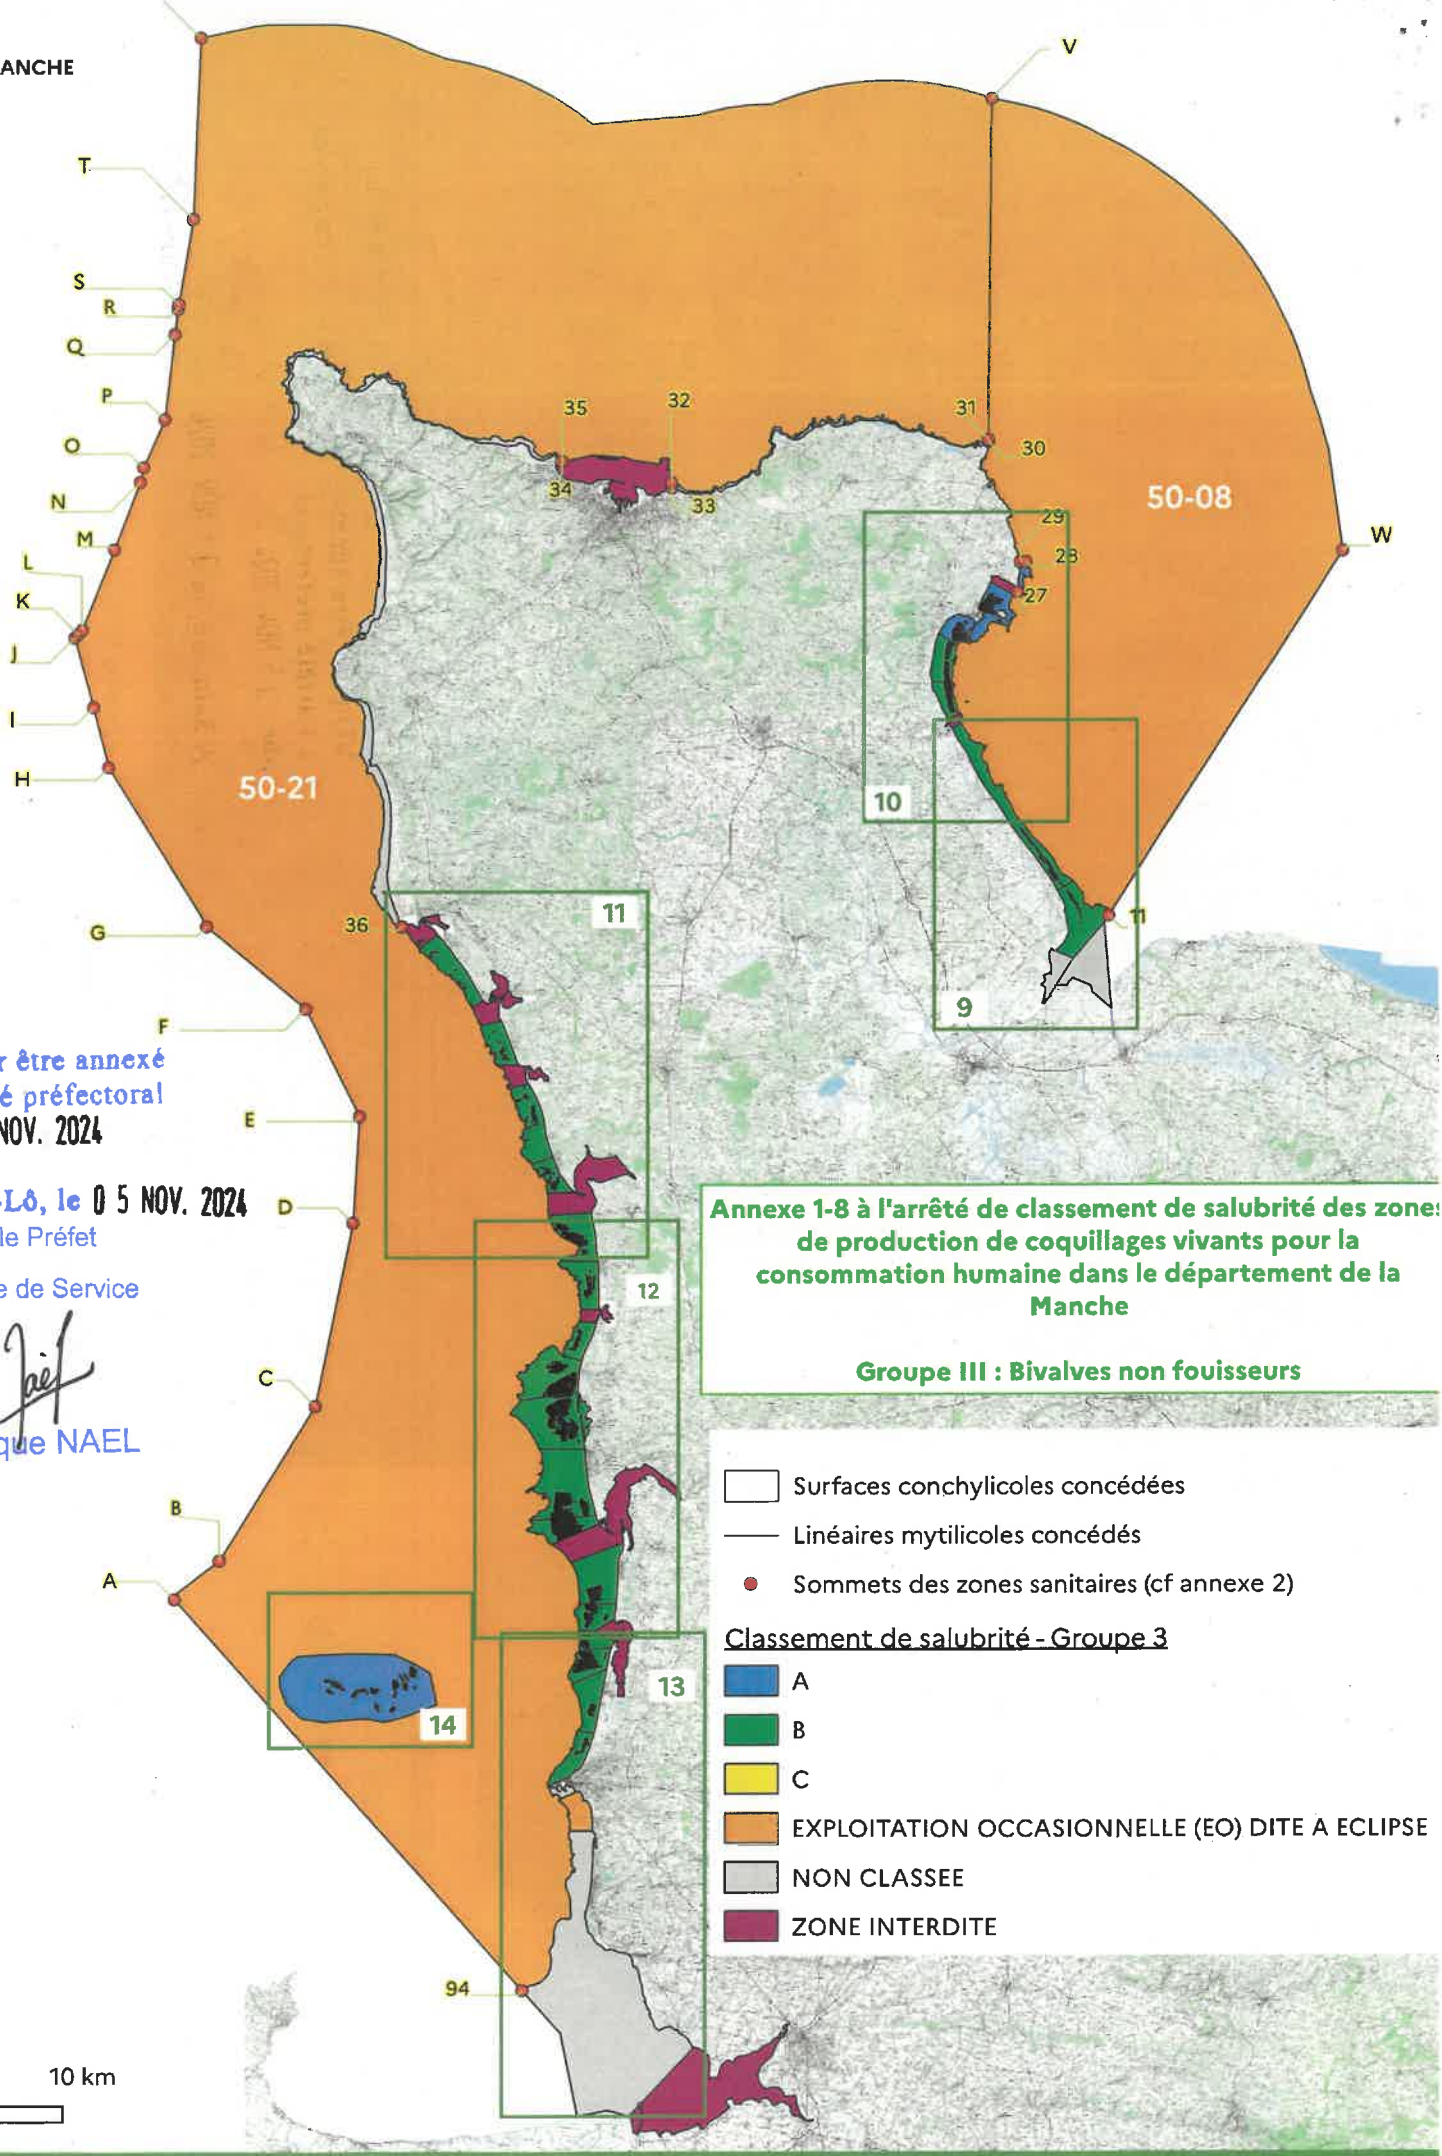 ANCHE
V
T
S
R
Q
P
O
N
M
L
K
J
I
H
G
F
E
D
C
B
A
W
35
32
31
30
34
33
29
28
27
50-08
50-21
10
11
36
11
9
12
13
14
94
r être annexé
é préfectoral
NOV. 2024
-Lô, le 0 5 NOV. 2024
le Préfet
e de Service
que NAEL
Annexe 1-8 à l'arrêté de classement de salubrité des zones
de production de coquillages vivants pour la
consommation humaine dans le département de la
Manche
Groupe III : Bivalves non fouisseurs
Surfaces conchylicoles concédées
Linéaires mytilicoles concédés
Sommets des zones sanitaires (cf annexe 2)
Classement de salubrité - Groupe 3
A
B
C
EXPLOITATION OCCASIONNELLE (EO) DITE A ECLIPSE
NON CLASSEE
ZONE INTERDITE
10 km